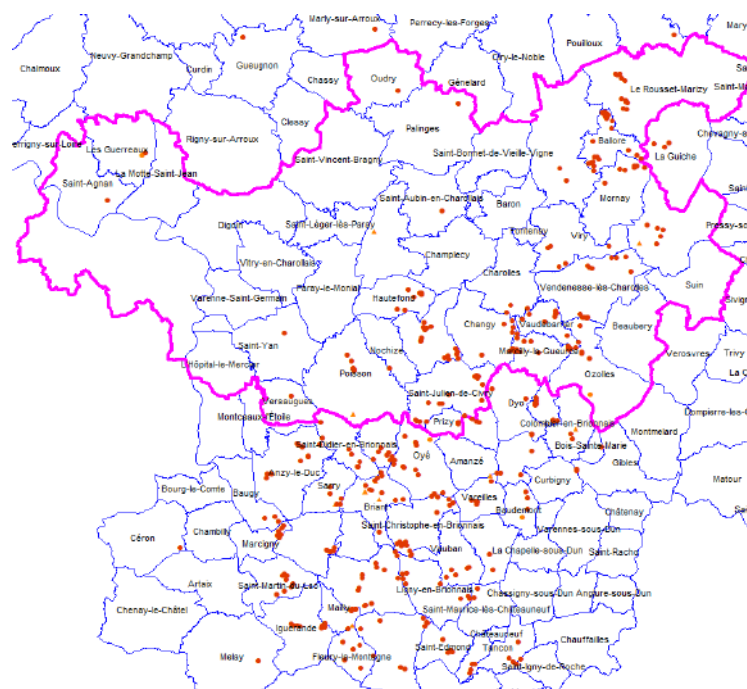 Marly-sur-Arroux
Perrecy-les-Forges
Mary
Pouilloux
Neuvy-Grandchamp
Ciry-le-Noble
Gueugnon
Chalmoux
Curdin
Chassy
Oudry
Génelard
Le Rousset-Marizy
Clessy
Palinges
Rigny-sur-Arroux
Ballore
Les Guerreaux
La Guiche
Saint-Vincent-Bragny
Saint-Bonnet-de-Vieille-Vigne
La Motte-Saint-Jean
Saint-Agnan
Saint-Aubin-en-Charollais
Baron
Mornay
Digoin
Saint-Léger-lès-Paray
Viry
Champlecy
Vitry-en-Charollais
Charolles
Suin
Paray-le-Monial
Vendenesse-lès-Charolles
Varenne-Saint-Germain
Hautefond
Changy
Vaudebarrier
Beaubery
Saint-Yan
Nochize
Marcilly-la-Gueurce
Verosvres
Trivy
L'Hôpital-le-Mercier
Poisson
Ozolles
Saint-Julien-de-Civry
Versaugues
Dyo
Montceaux-l'Étoile
Prizy
Colombier-en-Brionnais
Dompierre-les-
Montmelard
Saint-Didier-en-Brionnais
Bois-Sainte-Marie
Oyé
Amanzé
Gibles
Anzy-le-Duc
Matour
Bourg-le-Comte
Baugy
Sarry
Curbigny
Vareilles
Briant
Baudemont
Châtenay
Saint-Christophe-en-Brionnais
Varennes-sous-Dun
Chambilly
Céron
Marcigny
Vauban
La Chapelle-sous-Dun
Saint-Racho
Artaix
Saint-Martin-du-Lac
Ligny-en-Brionnais
Chassigny-sous-Dun
Anglure-sous-Dun
Chenay-le-Châtel
Mailly
Saint-Maurice-lès-Châteauneuf
Iguerande
Châteauneuf
Chauffailles
Saint-Edmond
Tancon
Melay
Fleury-la-Montagne
Saint-Igny-de-Roche